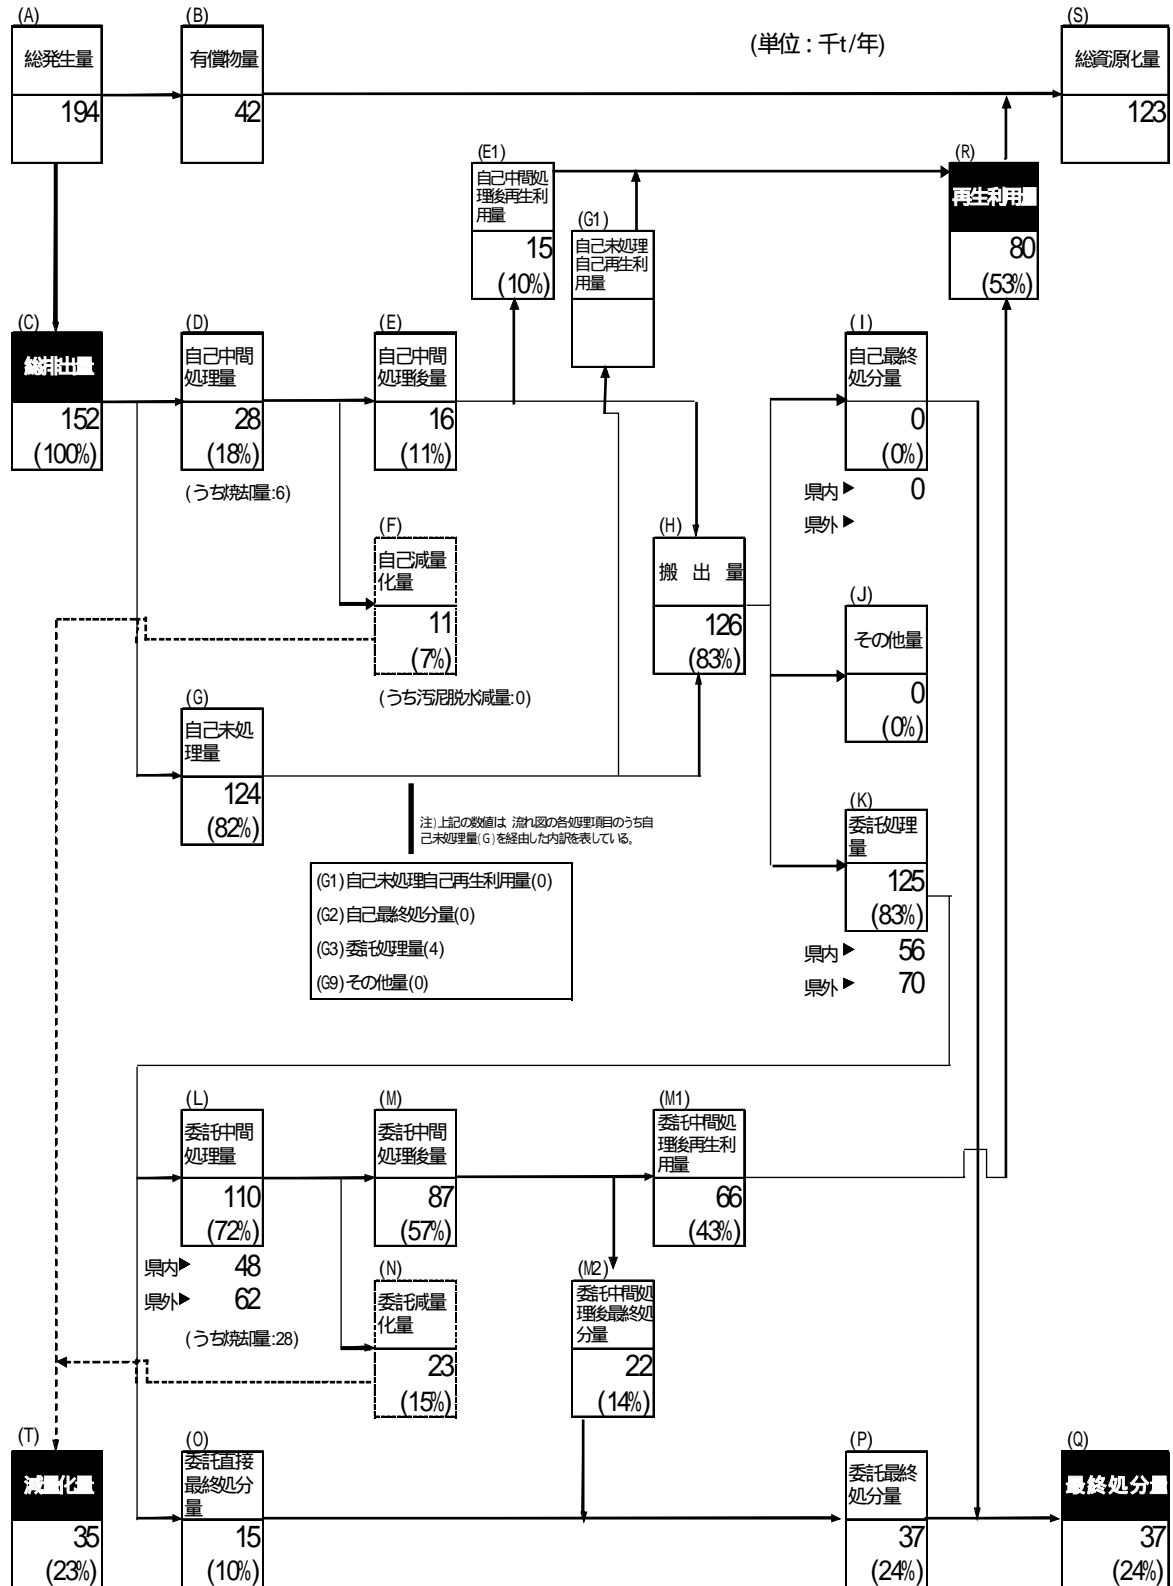 (A)
総発生量
194
(B)
有償物量
42
(単位:千t/年)
(S)
総資源化量
123
(E1)
自己中間処
理後再生利
用量
15
(10%)
(G1)
自己未処理
自己再生利
用量
(R)
再生利用量
80
(53%)
(C)
総排出量
152
(100%)
(D)
自己中間
処理量
28
(18%)
(うち焼却量:6)
(E)
自己中間
処理後量
16
(11%)
(F)
自己減量
化量
11
(7%)
(うち汚泥脱水減量:0)
(G)
自己未処
理量
124
(82%)
(H)
搬 出 量
126
(83%)
(I)
自己最終
処分量
0
(0%)
県内▶ 0
県外▶
(J)
その他量
0
(0%)
(K)
委託処理
量
125
(83%)
県内▶ 56
県外▶ 70
注)上記の数値は、流れ図の各処理項目のうち自
己未処理量(G)を経由した内訳を表している。
(G1)自己未処理自己再生利用量(0)
(G2)自己最終処分量(0)
(G3)委託処理量(4)
(G9)その他量(0)
(L)
委託中間
処理量
110
(72%)
県内▶ 48
県外▶ 62
(うち焼却量:28)
(M)
委託中間
処理後量
87
(57%)
(M1)
委託中間処
理後再生利
用量
66
(43%)
(N)
委託減量
化量
23
(15%)
(M2)
委託中間処
理後最終処
分量
22
(14%)
(T)
減量化量
35
(23%)
(O)
委託直接
最終処分
量
15
(10%)
(P)
委託最終
処分量
37
(24%)
(Q)
最終処分量
37
(24%)